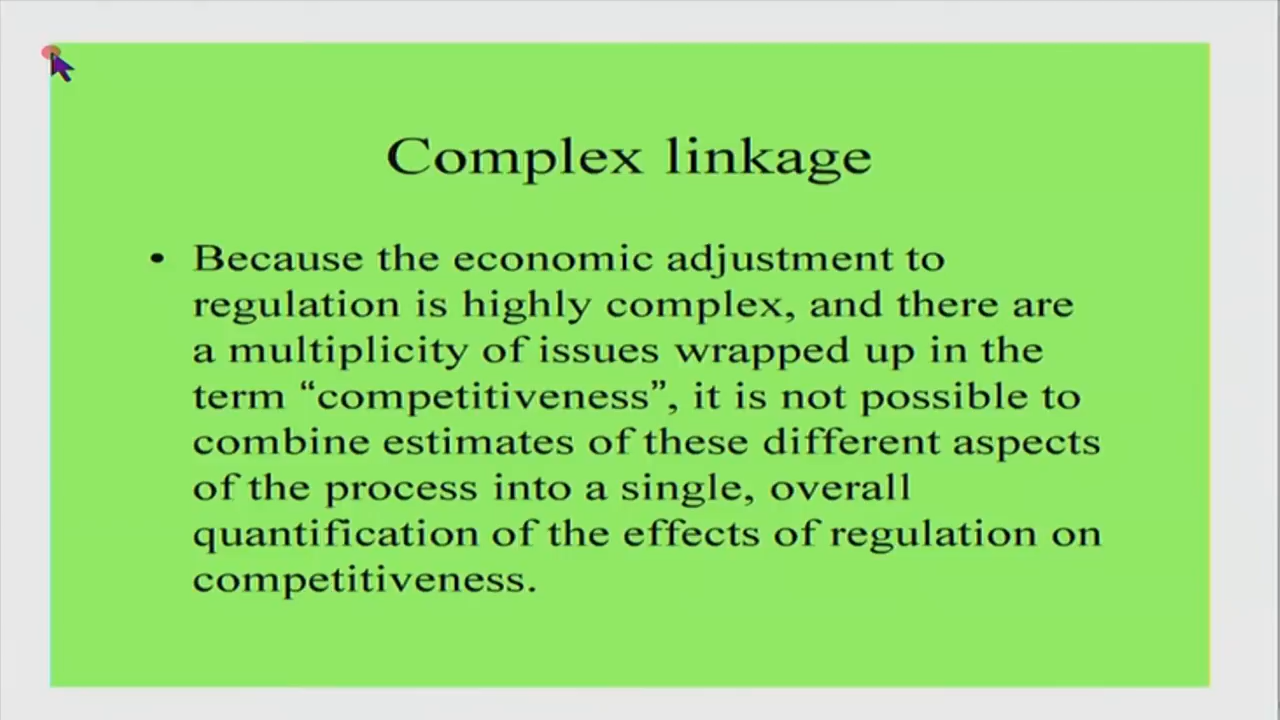 Complex linkage
• Because the economic adjustment to
regulation is highly complex, and there are
a multiplicity of issues wrapped up in the
term “competitiveness”, it is not possible to
combine estimates of these different aspects
of the process into a single, overall
quantification of the effects of regulation on
competitiveness.